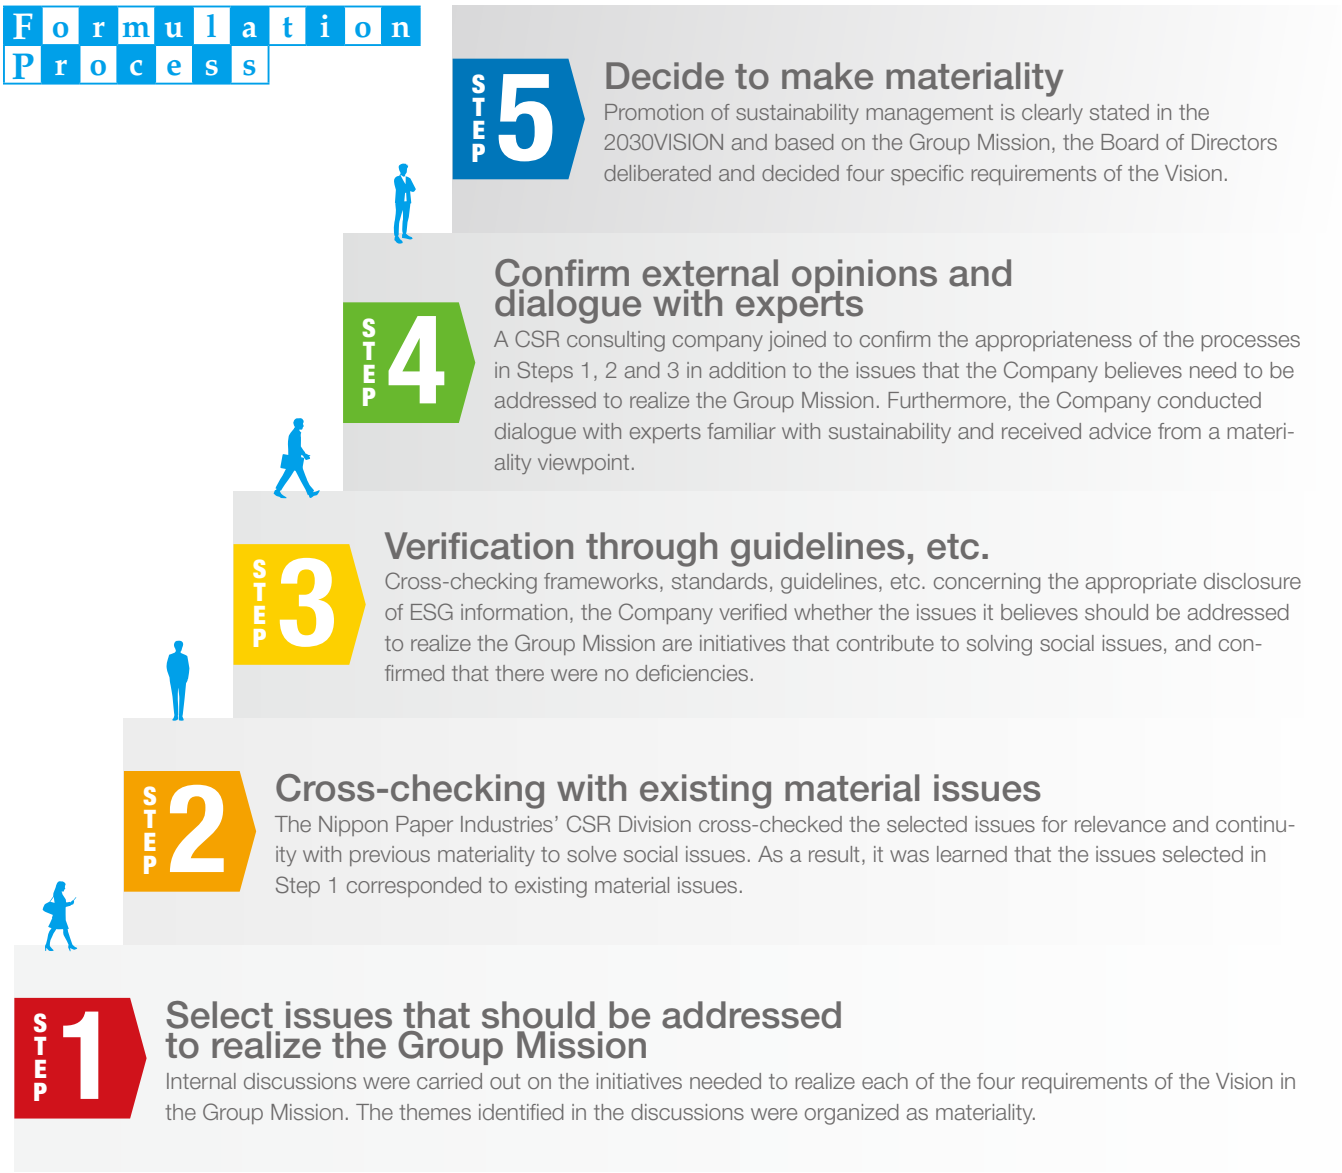 Formulation
Process
STEP 5
Decide to make materiality
Promotion of sustainability management is clearly stated in the
2030VISION and based on the Group Mission, the Board of Directors
deliberated and decided four specific requirements of the Vision.
STEP 4
Confirm external opinions and
dialogue with experts
A CSR consulting company joined to confirm the appropriateness of the processes
in Steps 1, 2 and 3 in addition to the issues that the Company believes need to be
addressed to realize the Group Mission. Furthermore, the Company conducted
dialogue with experts familiar with sustainability and received advice from a materi-
ality viewpoint.
STEP 3
Verification through guidelines, etc.
Cross-checking frameworks, standards, guidelines, etc. concerning the appropriate disclosure
of ESG information, the Company verified whether the issues it believes should be addressed
to realize the Group Mission are initiatives that contribute to solving social issues, and con-
firmed that there were no deficiencies.
STEP 2
Cross-checking with existing material issues
The Nippon Paper Industries’ CSR Division cross-checked the selected issues for relevance and continu-
ity with previous materiality to solve social issues. As a result, it was learned that the issues selected in
Step 1 corresponded to existing material issues.
STEP 1
Select issues that should be addressed
to realize the Group Mission
Internal discussions were carried out on the initiatives needed to realize each of the four requirements of the Vision in
the Group Mission. The themes identified in the discussions were organized as materiality.